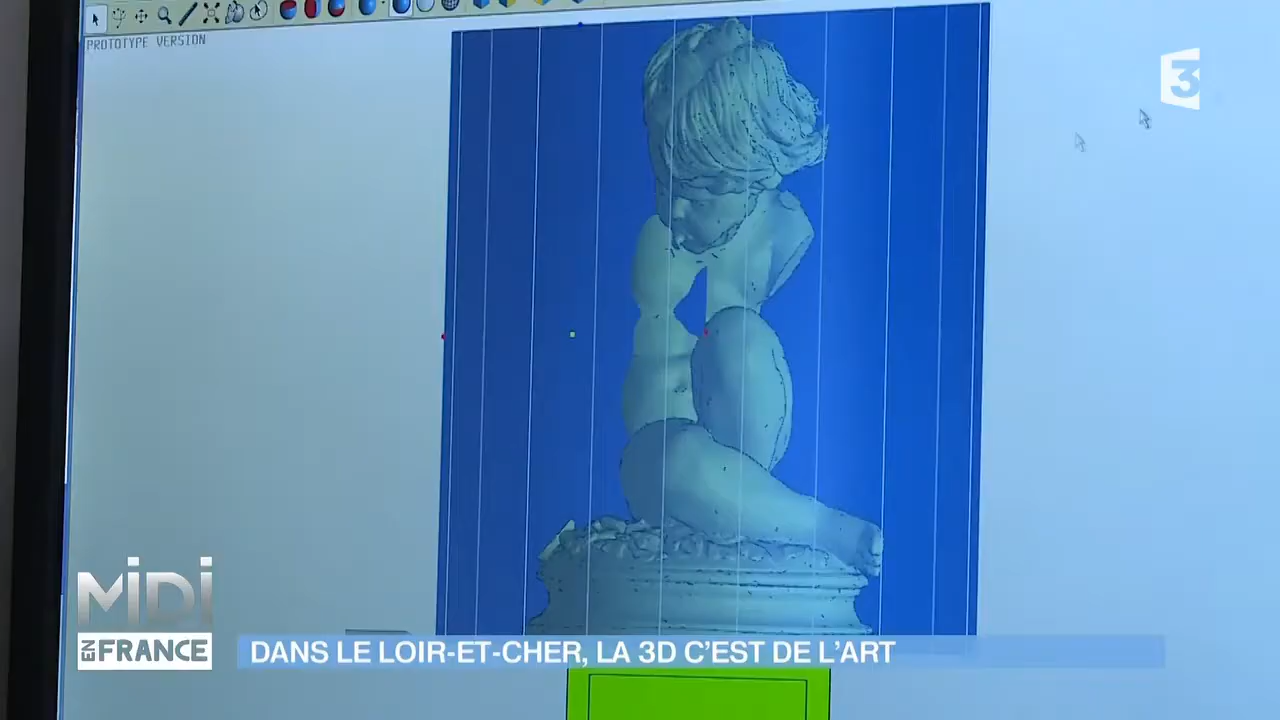 PROTOTYPE VERSION
3
MiDi
EN FRANCE
DANS LE LOIR-ET-CHER, LA 3D C'EST DE L'ART